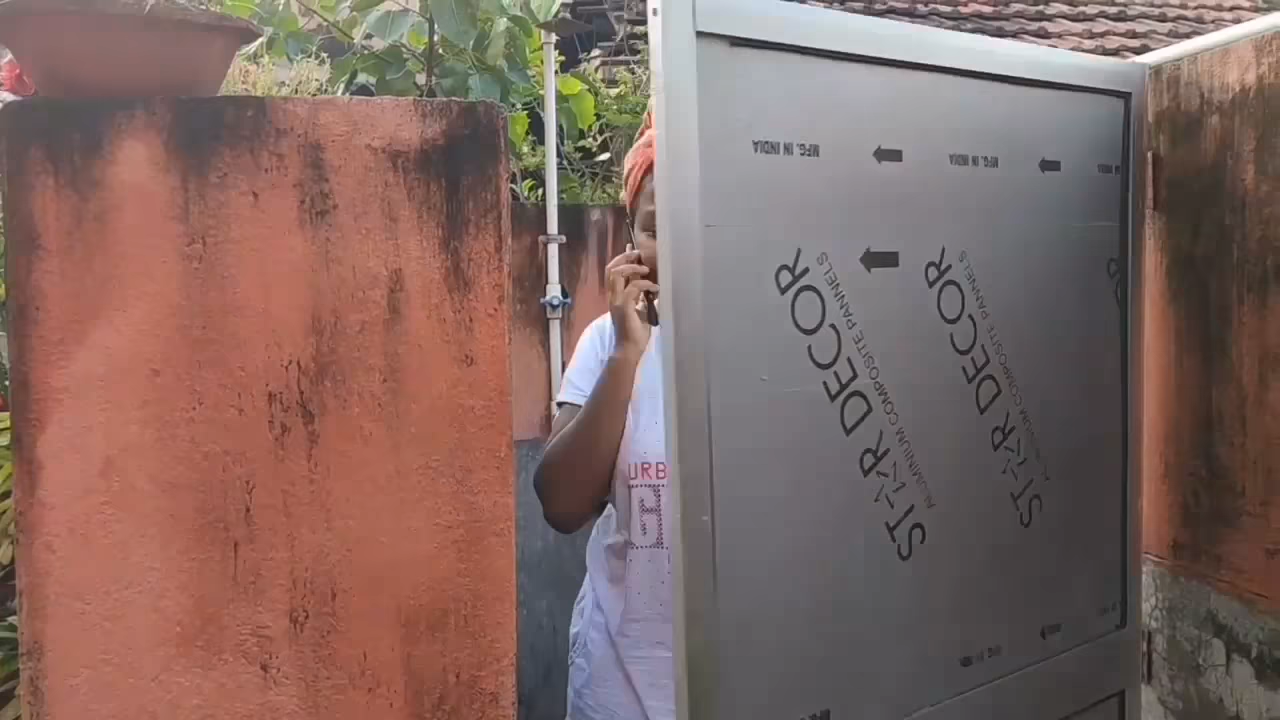 MFG. IN INDIA
MFG. IN INDIA
STAR DECOR
ALUMINIUM COMPOSITE PANNELS
STAR DECOR
ALUMINIUM COMPOSITE PANNELS
URB